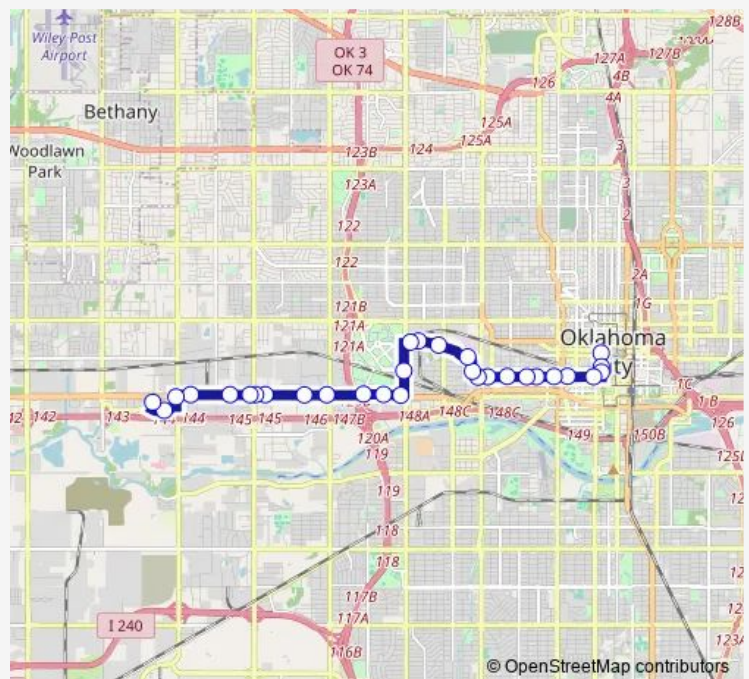 128B
Wiley Post
Airport
OK 3
OK 74
127A
127B
126
4B
4A
Bethany
125A
125A
3
124
123B
Woodlawn
Park
123A
3
2
122
122
2A
121B
1G
121A
121A
Oklahoma
City
1C
142
143
144
145
145
146
147B
148A
148C
148C
1B
126
149
150B
120A
119
119
118
118
117B
I 240
117A
116B
123A
© OpenStreetMap contributors